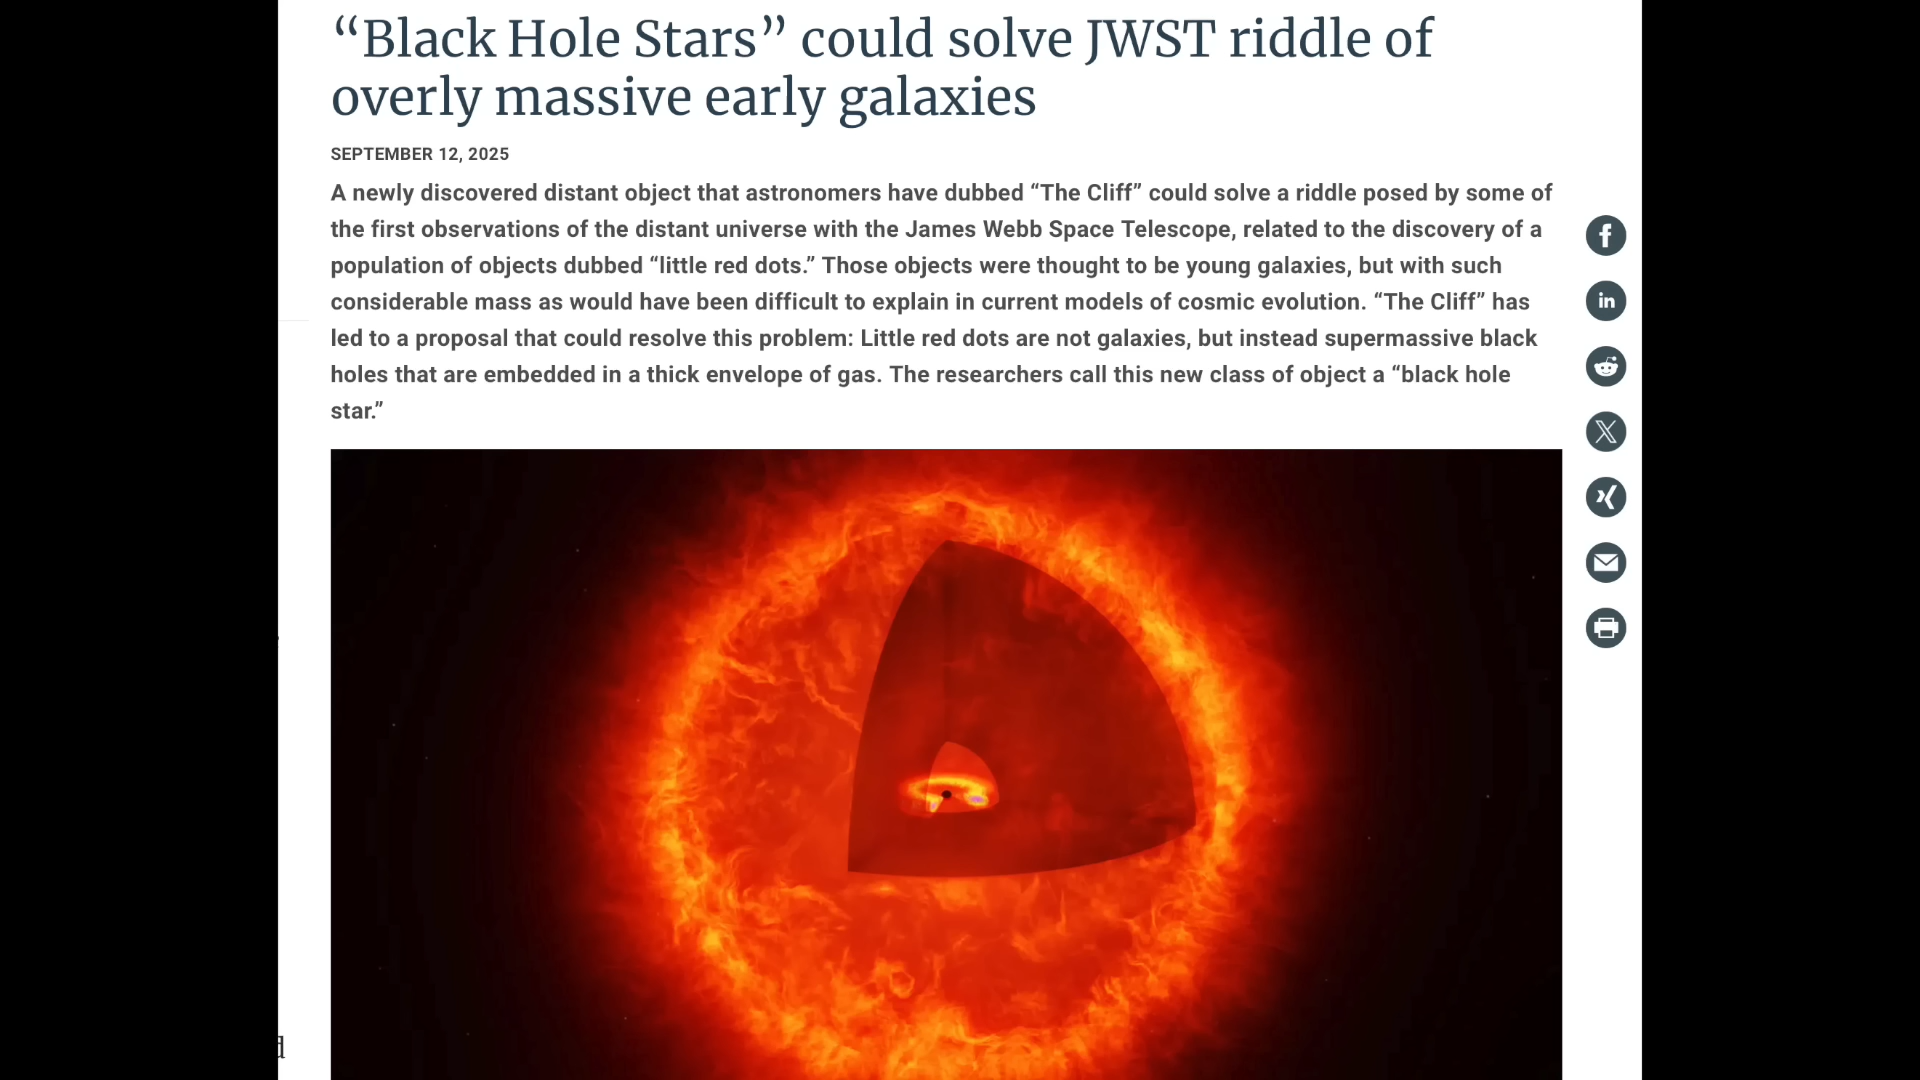 “Black Hole Stars” could solve JWST riddle of
overly massive early galaxies
SEPTEMBER 12, 2025
A newly discovered distant object that astronomers have dubbed “The Cliff” could solve a riddle posed by some of
the first observations of the distant universe with the James Webb Space Telescope, related to the discovery of a
population of objects dubbed “little red dots.” Those objects were thought to be young galaxies, but with such
considerable mass as would have been difficult to explain in current models of cosmic evolution. “The Cliff” has
led to a proposal that could resolve this problem: Little red dots are not galaxies, but instead supermassive black
holes that are embedded in a thick envelope of gas. The researchers call this new class of object a “black hole
star.”